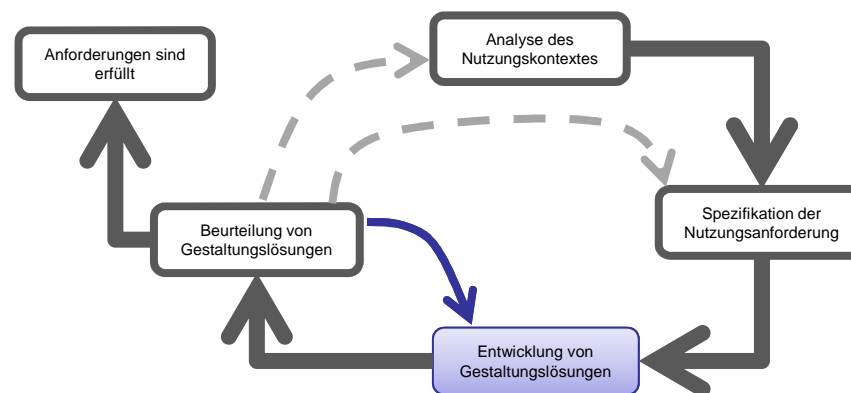 Anforderungen sind
erfüllt
Analyse des
Nutzungskontextes
Beurteilung von
Gestaltungslösungen
Spezifikation der
Nutzungsanforderung
Entwicklung von
Gestaltungslösungen